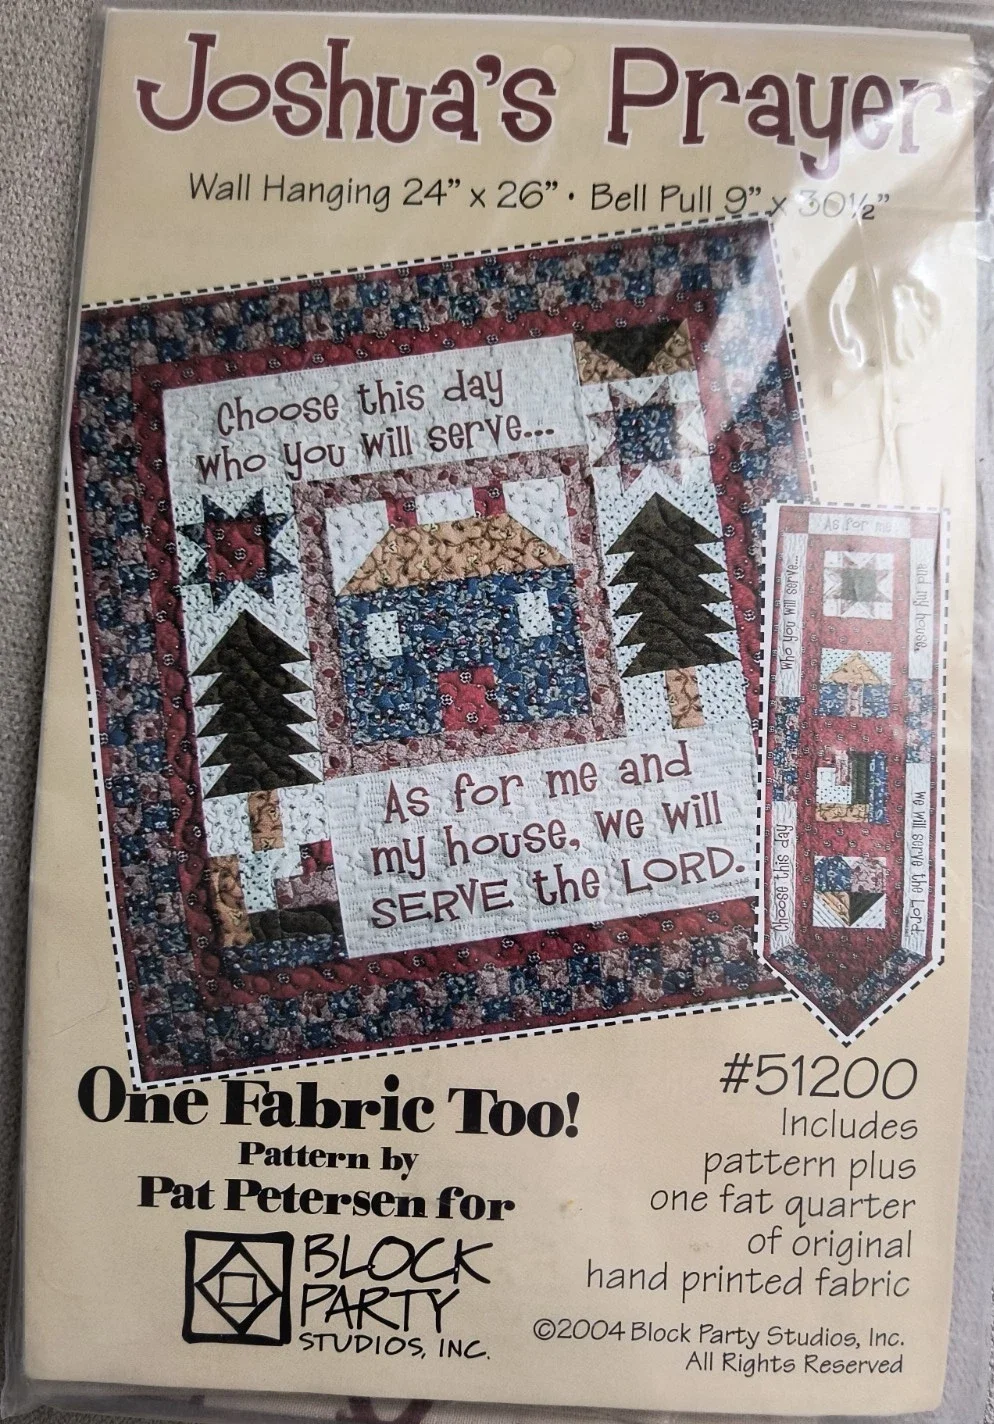 Joshua's Prayer
Wall Hanging 24" x 26" • Bell Pull 9" x 30½"
Choose this day
who you will serve...
As for me and
my house, we will
SERVE the LORD.
As for me
and my house,
who you will serve...
Choose this day
we will serve the Lord.
One Fabric Too!
Pattern by
Pat Petersen for
BLOCK
PARTY
STUDIOS, INC.
#51200
Includes
pattern plus
one fat quarter
of original
hand printed fabric
©2004 Block Party Studios, Inc.
All Rights Reserved